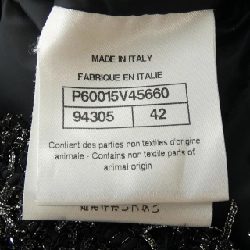 MADE IN ITALY
FABRIQUE EN ITALIE
P60015V45660
94305 42
Contient des parties non textiles d'origine
animale - Contains non textile parts of
animal origin